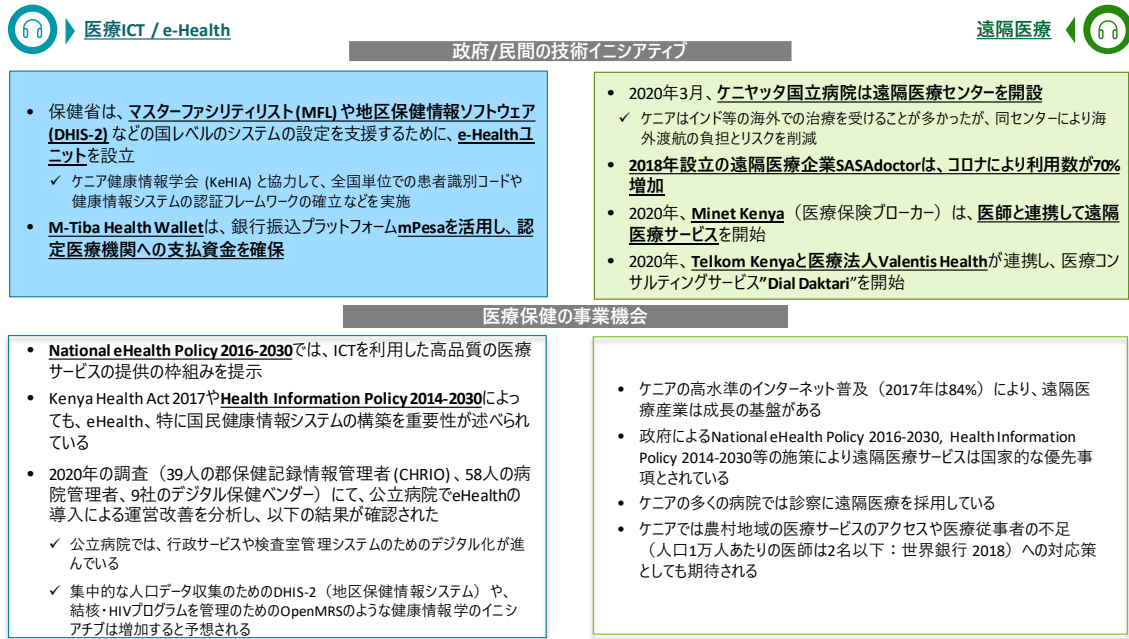 医療ICT / e-Health
遠隔医療
政府/民間の技術イニシアティブ
• 保健省は、マスターファシリティリスト(MFL)や地区保健情報ソフトウェア
(DHIS-2) などの国レベルのシステムの設定を支援するために、e-Healthユ
ニットを設立
✓ ケニア健康情報学会 (KeHIA) と協力して、全国単位での患者識別コードや
健康情報システムの認証フレームワークの確立などを実施
• M-Tiba Health Walletは、銀行振込プラットフォームmPesaを活用し、認
定医療機関への支払資金を確保
• 2020年3月、ケニヤッタ国立病院は遠隔医療センターを開設
✓ ケニアはインド等の海外での治療を受けることが多かったが、同センターにより海
外渡航の負担とリスクを削減
• 2018年設立の遠隔医療企業SASAdoctorは、コロナにより利用数が70%
増加
• 2020年、Minet Kenya（医療保険ブローカー）は、医師と連携して遠隔
医療サービスを開始
• 2020年、Telkom Kenyaと医療法人Valentis Healthが連携し、医療コン
サルティングサービス”Dial Daktari”を開始
医療保健の事業機会
• National eHealth Policy 2016-2030では、ICTを利用した高品質の医療
サービスの提供の枠組みを提示
• Kenya Health Act 2017やHealth Information Policy 2014-2030によっ
ても、eHealth、特に国民健康情報システムの構築を重要性が述べられ
ている
• 2020年の調査（39人の郡保健記録情報管理者 (CHRIO) 、58人の病
院管理者、9社のデジタル保健ベンダー）にて、公立病院でeHealthの
導入による運営改善を分析し、以下の結果が確認された
✓ 公立病院では、行政サービスや検査室管理システムのためのデジタル化が進
んでいる
✓ 集中的な人口データ収集のためのDHIS-2（地区保健情報システム）や、
結核・HIVプログラムを管理のためのOpenMRSのような健康情報学のイニシ
アチブは増加すると予想される
• ケニアの高水準のインターネット普及（2017年は84%）により、遠隔医
療産業は成長の基盤がある
• 政府によるNational eHealth Policy 2016-2030, Health Information
Policy 2014-2030等の施策により遠隔医療サービスは国家的な優先事
項とされている
• ケニアの多くの病院では診察に遠隔医療を採用している
• ケニアでは農村地域の医療サービスのアクセスや医療従事者の不足
（人口1万人あたりの医師は2名以下：世界銀行 2018）への対応策
としても期待される